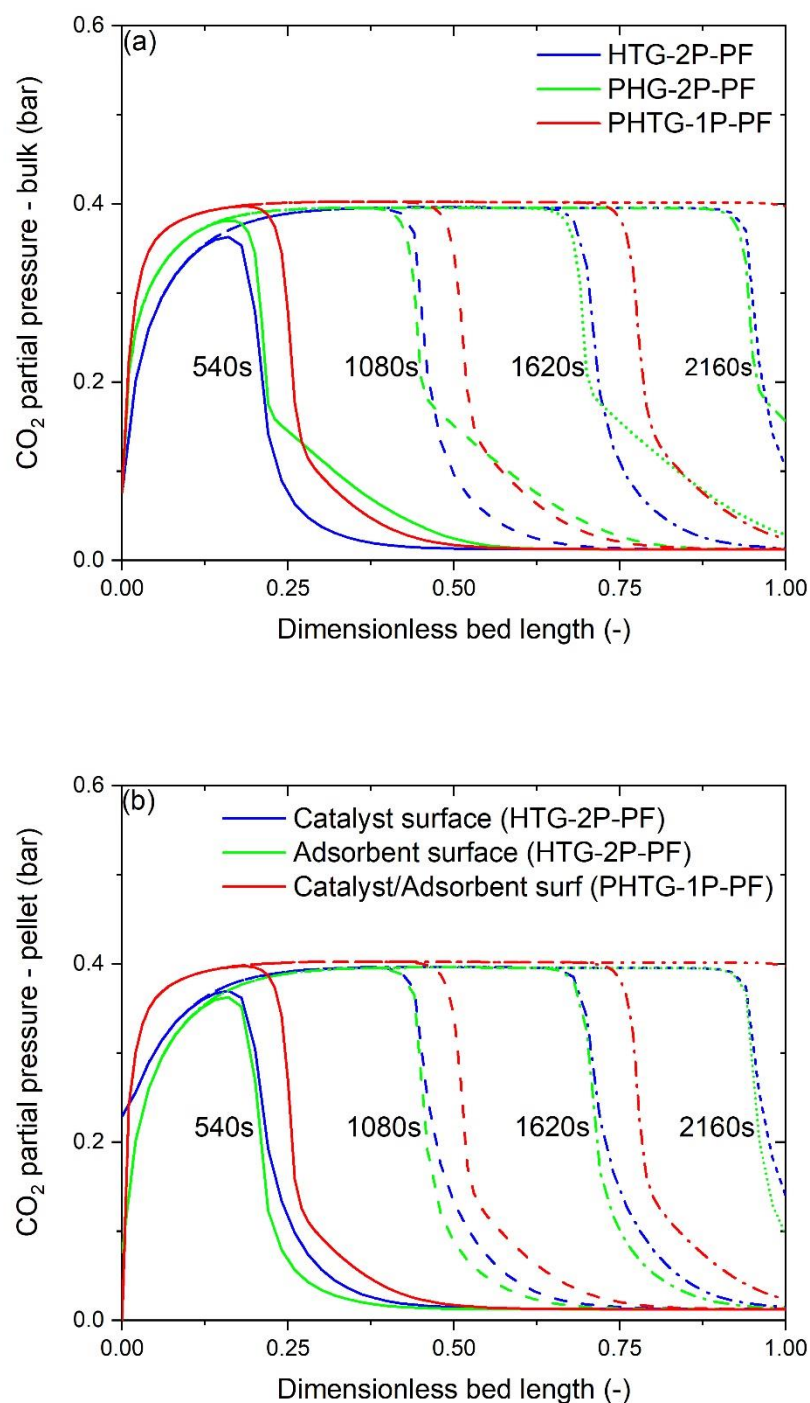 (a)
HTG-2P-PF
PHG-2P-PF
PHTG-1P-PF
0.6
0.4
0.2
0.0
CO₂ partial pressure - bulk (bar)
540s
1080s
1620s
2160s
0.00
0.25
0.50
0.75
1.00
Dimensionless bed length (-)
(b)
Catalyst surface (HTG-2P-PF)
Adsorbent surface (HTG-2P-PF)
Catalyst/Adsorbent surf (PHTG-1P-PF)
0.6
0.4
0.2
0.0
CO₂ partial pressure - pellet (bar)
540s
1080s
1620s
2160s
0.00
0.25
0.50
0.75
1.00
Dimensionless bed length (-)